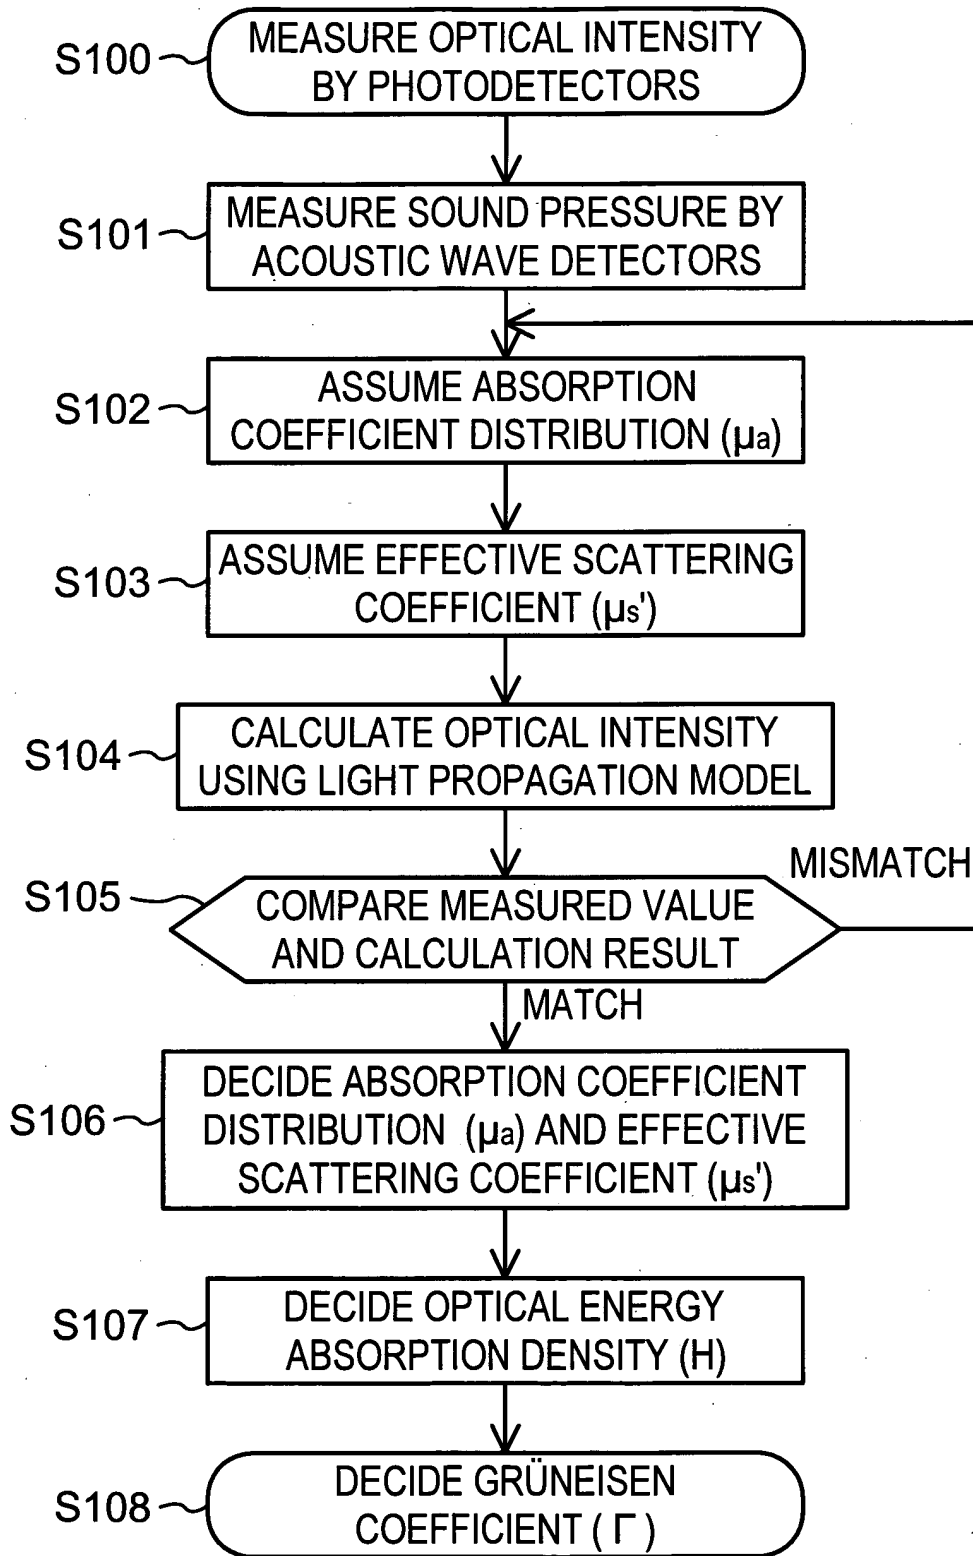 S100
MEASURE OPTICAL INTENSITY
BY PHOTODETECTORS
S101
MEASURE SOUND PRESSURE BY
ACOUSTIC WAVE DETECTORS
S102
ASSUME ABSORPTION
COEFFICIENT DISTRIBUTION (μa)
S103
ASSUME EFFECTIVE SCATTERING
COEFFICIENT (μs')
S104
CALCULATE OPTICAL INTENSITY
USING LIGHT PROPAGATION MODEL
S105
COMPARE MEASURED VALUE
AND CALCULATION RESULT
MISMATCH
MATCH
S106
DECIDE ABSORPTION COEFFICIENT
DISTRIBUTION (μa) AND EFFECTIVE
SCATTERING COEFFICIENT (μs')
S107
DECIDE OPTICAL ENERGY
ABSORPTION DENSITY (H)
S108
DECIDE GRÜNEISEN
COEFFICIENT ( Γ )